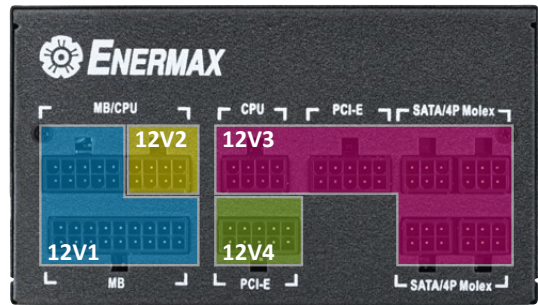 ENERMAX
MB/CPU CPU PCI-E SATA/4P Molex
12V2 12V3
12V1 12V4
MB PCI-E SATA/4P Molex